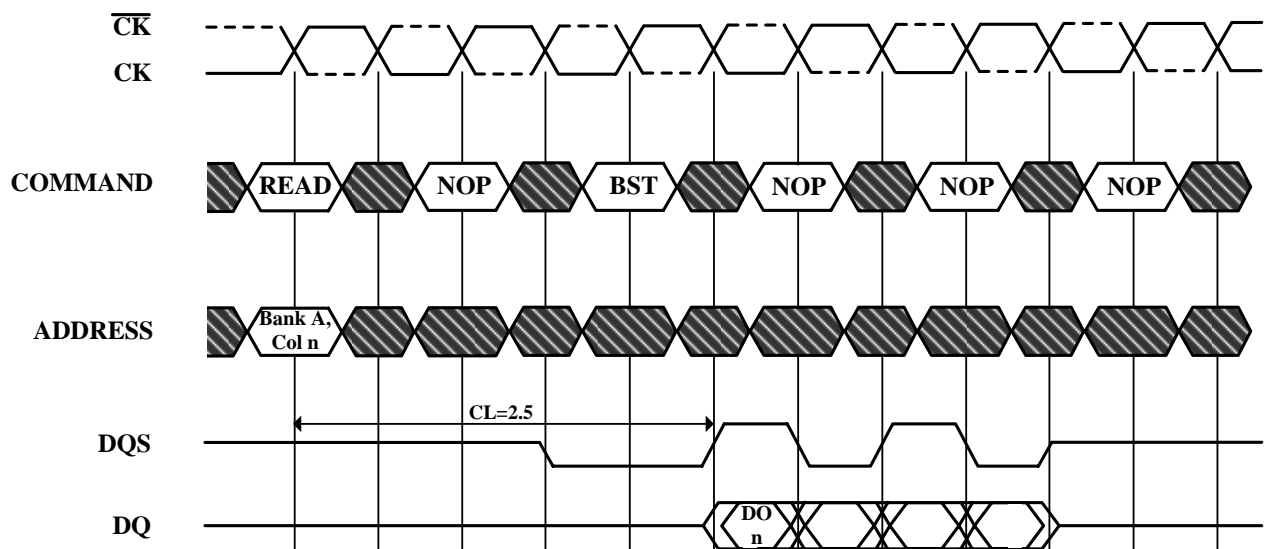 CK
CK
COMMAND READ NOP BST NOP NOP NOP
ADDRESS Bank A,
Col n
CL=2.5
DQS
DQ DO
n